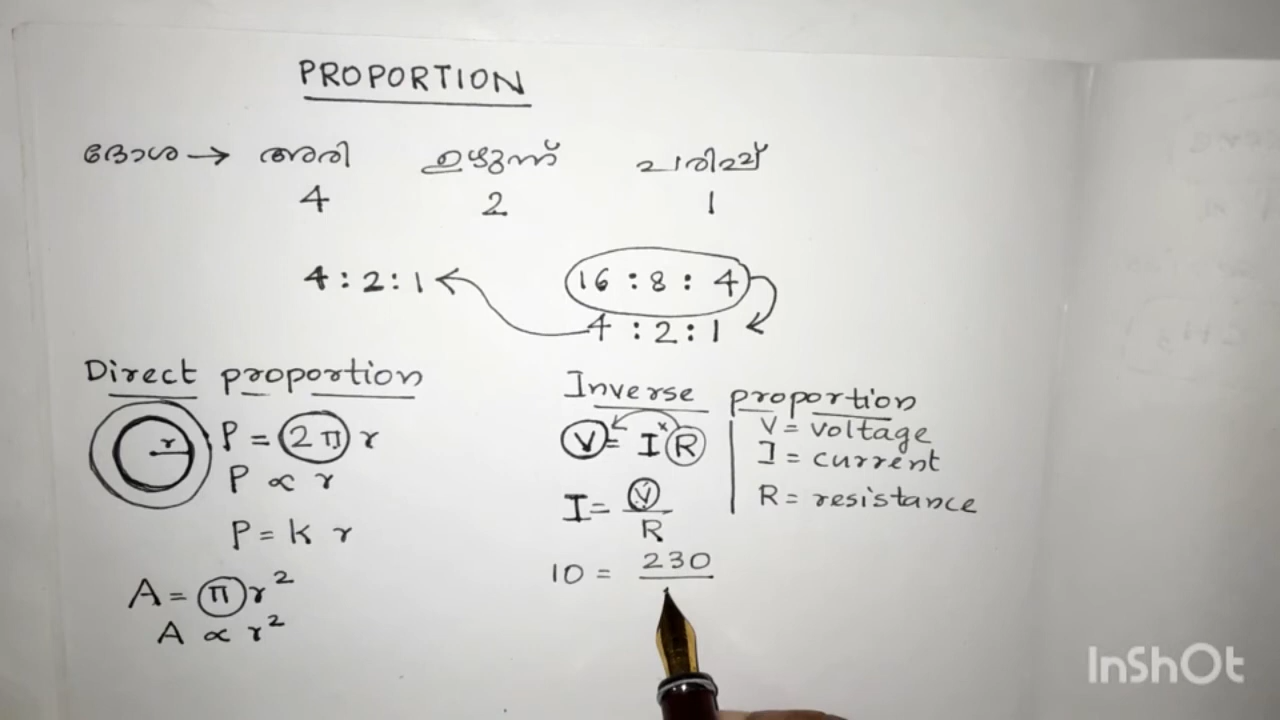 PROPORTION
ദോശ → അരി ഉഴുന്ന് ചാരിറ്റ്
4 2 1
4 : 2 : 1 16 : 8 : 4
4 : 2 : 1
Direct proportion
r
P = 2π r
P ∝ r
P = k r
A = π r²
A ∝ r²
Inverse proportion
V = I × R
I = V/R
10 = 230
V = voltage
I = current
R = resistance
InShOt